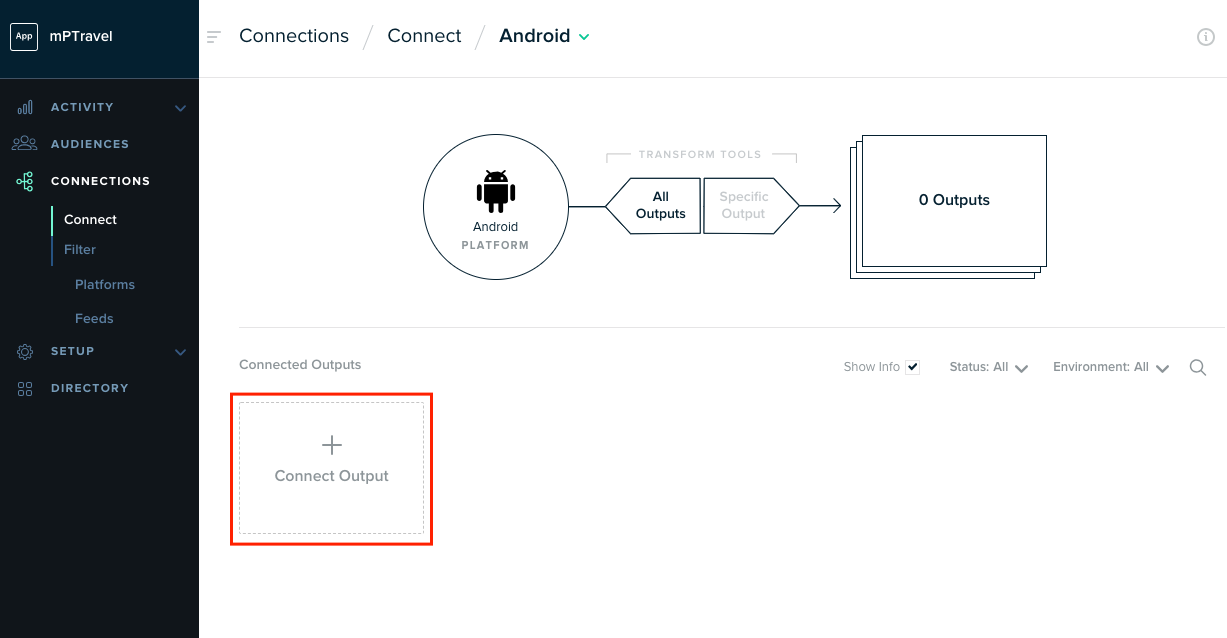 App mPTravel
ACTIVITY
AUDIENCES
CONNECTIONS
Connect
Filter
Platforms
Feeds
SETUP
DIRECTORY
Connections / Connect / Android
TRANSFORM TOOLS
Android
PLATFORM
All
Outputs
Specific
Output
0 Outputs
Connected Outputs
Show Info
Status: All
Environment: All
Connect Output